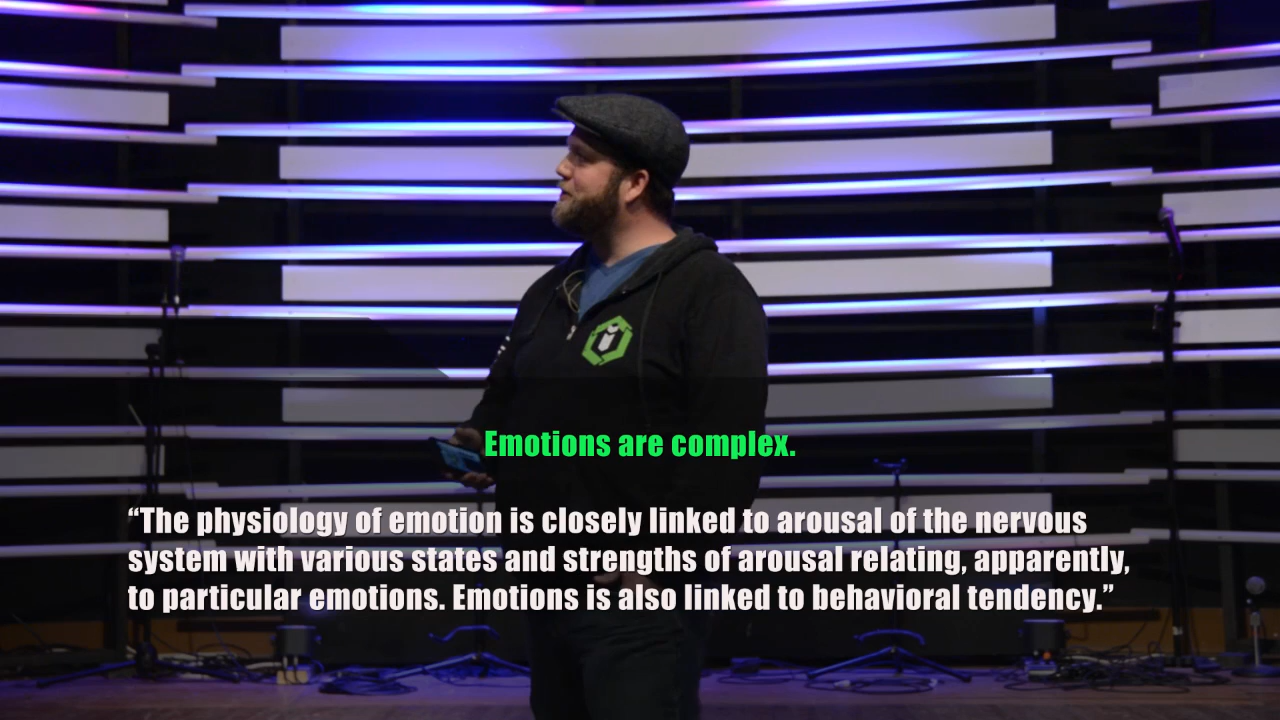 Emotions are complex.
“The physiology of emotion is closely linked to arousal of the nervous
system with various states and strengths of arousal relating, apparently,
to particular emotions. Emotions is also linked to behavioral tendency.”